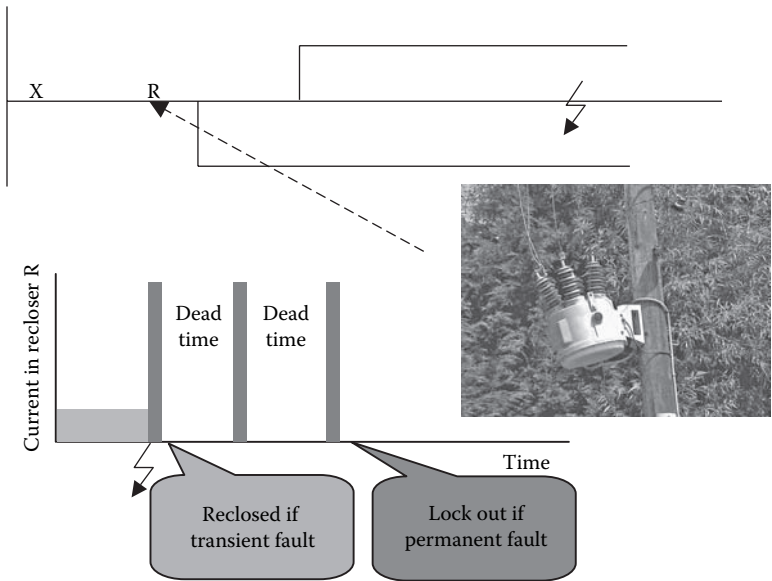 X
R
Current in recloser R
Dead
time
Dead
time
Time
Reclosed if
transient fault
Lock out if
permanent fault